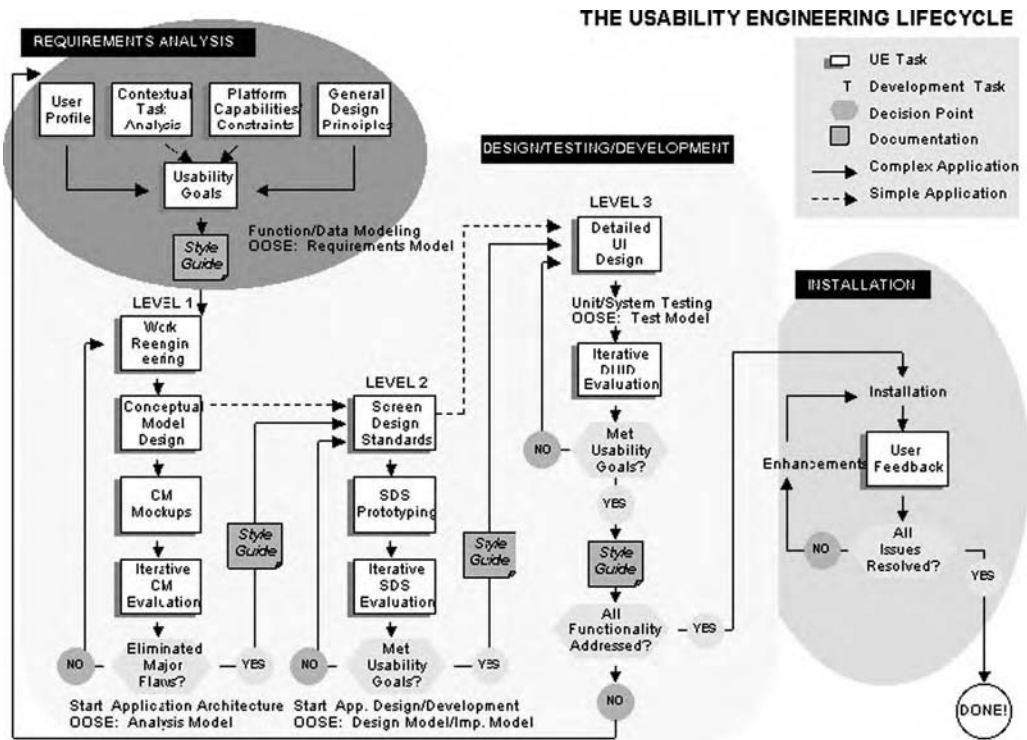 THE USABILITY ENGINEERING LIFECYCLE
REQUIREMENTS ANALYSIS
User
Profile
Contextual
Task
Analysis
Platform
Capabilities/
Constraints
General
Design
Principles
Usability
Goals
Style
Guide
Function/Data Modeling
OOSE: Requirements Model
UE Task
T Development Task
Decision Point
Documentation
Complex Application
Simple Application
DESIGN/TESTING/DEVELOPMENT
LEVEL 1
Work
Reengi-
neering
Conceptual
Model
Design
CM
Mockups
Iterative
CM
Evaluation
Eliminated
Major
Flaws?
NO
YES
Style
Guide
Start Application Architecture
OOSE: Analysis Model
LEVEL 2
Screen
Design
Standards
SDS
Prototyping
Iterative
SDS
Evaluation
Met
Usability
Goals?
NO
YES
Style
Guide
Start App. Design/Development
OOSE: Design Model/Imp. Model
LEVEL 3
Detailed
UI
Design
Unit/System Testing
OOSE: Test Model
Iterative
DUID
Evaluation
Met
Usability
Goals?
NO
YES
Style
Guide
All
Functionality
Addressed?
YES
NO
INSTALLATION
Installation
Enhancements
User
Feedback
All
Issues
Resolved?
NO
YES
DONE!